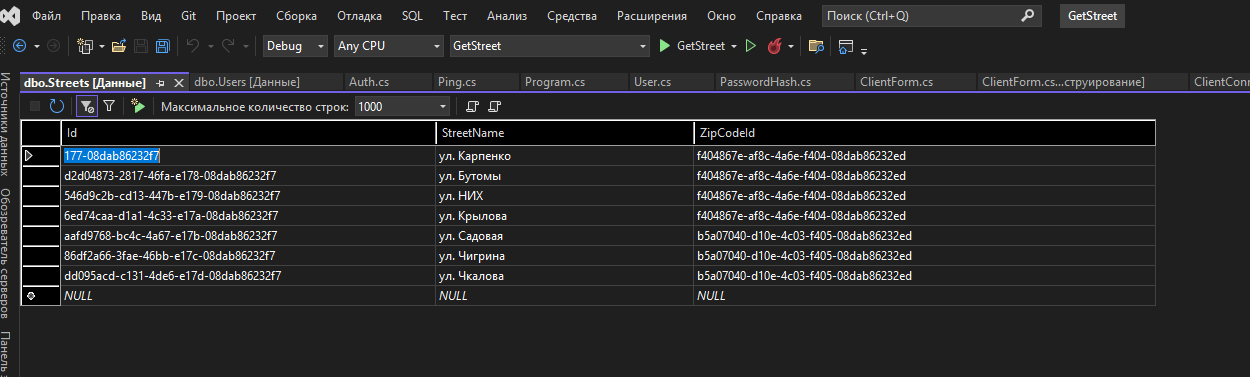 Файл Правка Вид Git Проект Сборка Отладка SQL Тест Анализ Средства Расширения Окно Справка Поиск (Ctrl+Q) GetStreet
Debug Any CPU GetStreet GetStreet
dbo.Streets [Данные] dbo.Users [Данные] Auth.cs Ping.cs Program.cs User.cs PasswordHash.cs ClientForm.cs ClientForm.cs...струирование] ClientConn
Максимальное количество строк: 1000
Id StreetName ZipCodeId
177-08dab86232f7 ул. Карпенко f404867e-af8c-4a6e-f404-08dab86232ed
d2d04873-2817-46fa-e178-08dab86232f7 ул. Бутомы f404867e-af8c-4a6e-f404-08dab86232ed
546d9c2b-cd13-447b-e179-08dab86232f7 ул. НИХ f404867e-af8c-4a6e-f404-08dab86232ed
6ed74caa-d1a1-4c33-e17a-08dab86232f7 ул. Крылова f404867e-af8c-4a6e-f404-08dab86232ed
aafd9768-bc4c-4a67-e17b-08dab86232f7 ул. Садовая b5a07040-d10e-4c03-f405-08dab86232ed
86df2a66-3fae-46bb-e17c-08dab86232f7 ул. Чигрина b5a07040-d10e-4c03-f405-08dab86232ed
dd095acd-c131-4de6-e17d-08dab86232f7 ул. Чкалова b5a07040-d10e-4c03-f405-08dab86232ed
NULL NULL NULL
Источники данных
Обозреватель серверов
Панель э